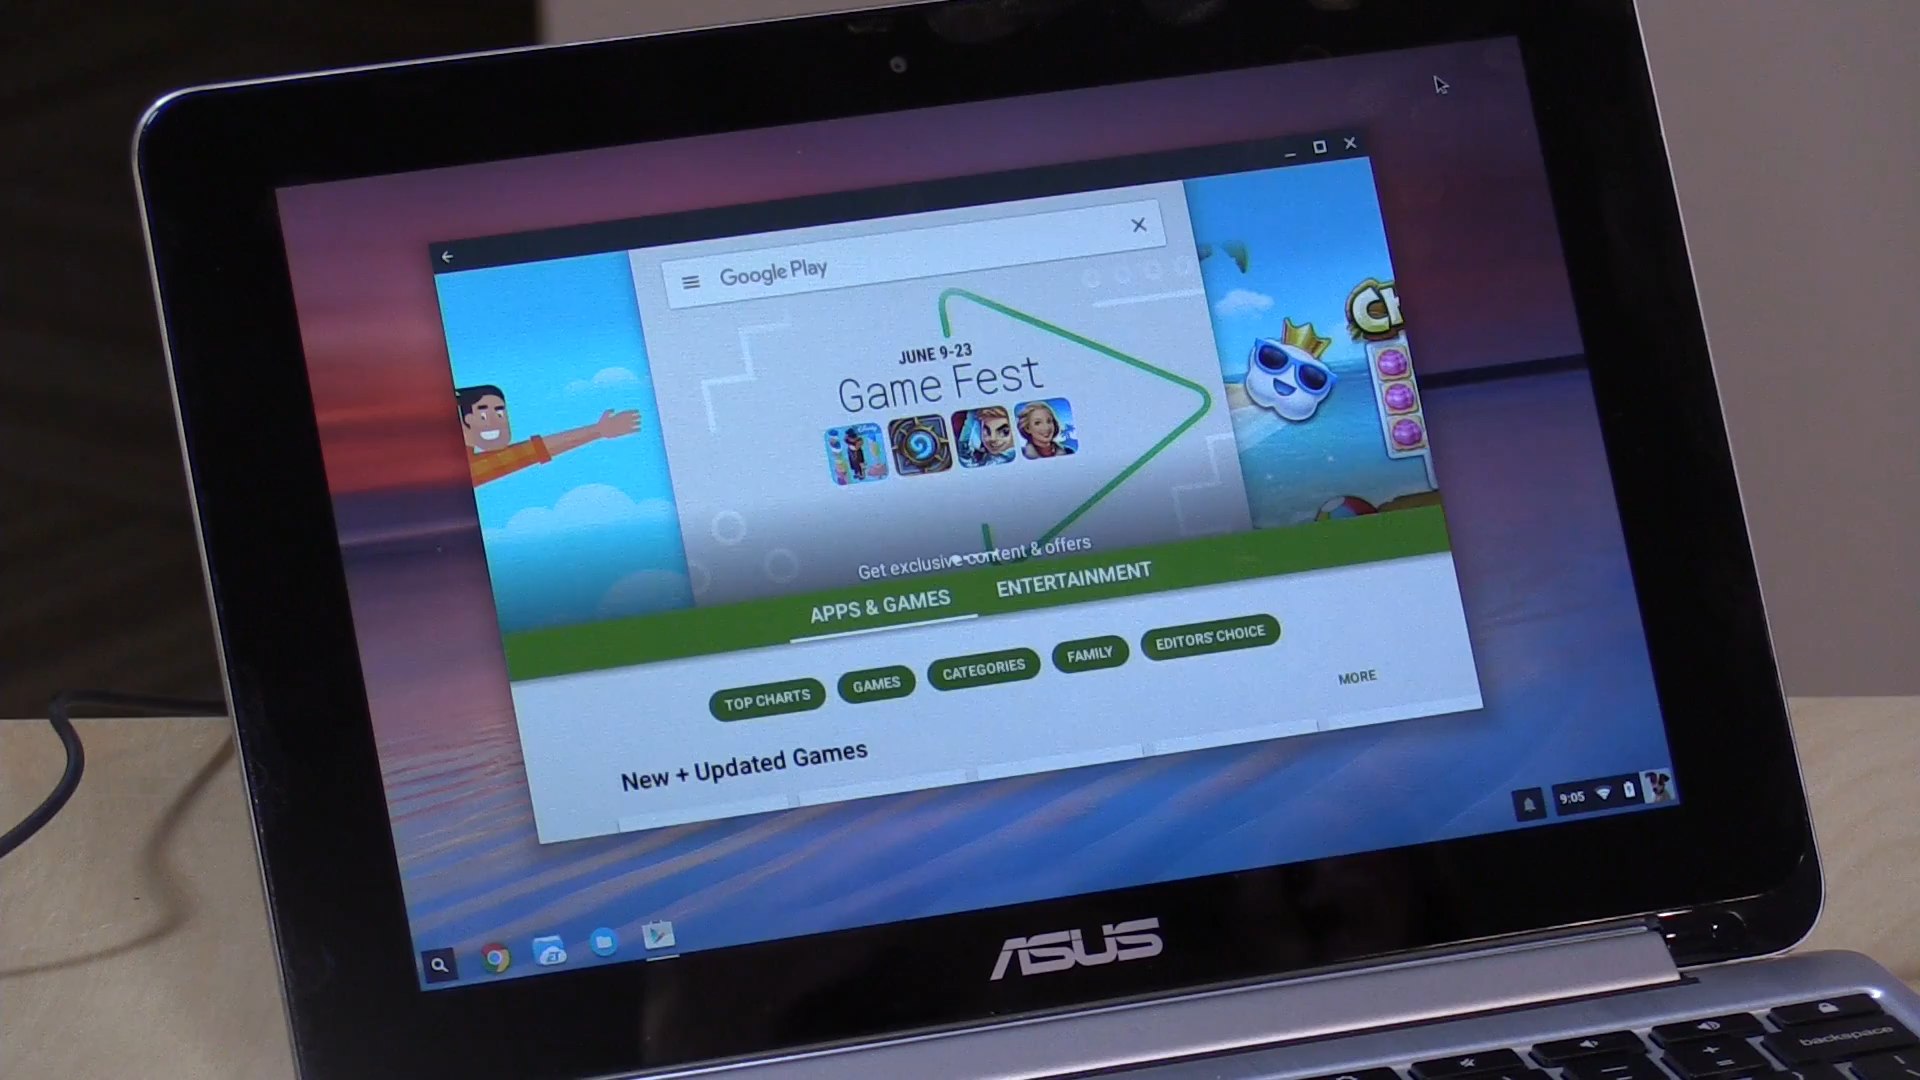 Google Play
Ch
JUNE 9-23
Game Fest
Get exclusive content & offers
APPS & GAMES
ENTERTAINMENT
TOP CHARTS
GAMES
CATEGORIES
FAMILY
EDITORS' CHOICE
MORE
New + Updated Games
9:05
ASUS
backspace